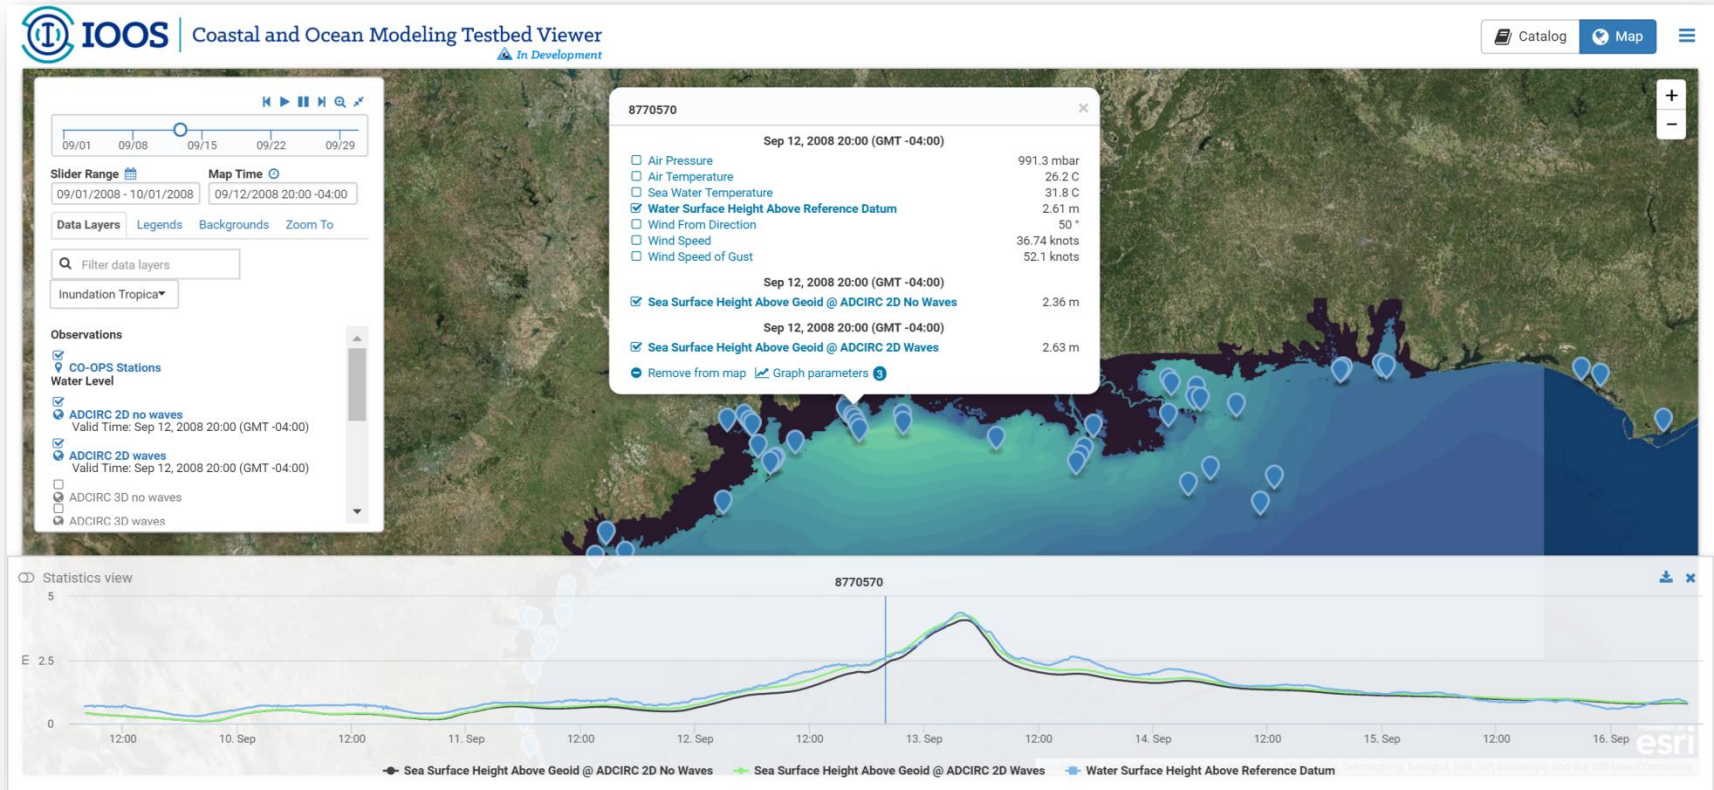 IOOS Coastal and Ocean Modeling Testbed Viewer
In Development
Catalog Map
+
−
09/01 09/08 09/15 09/22 09/29
Slider Range Map Time
09/01/2008 - 10/01/2008 09/12/2008 20:00 -04:00
Data Layers Legends Backgrounds Zoom To
Filter data layers
Inundation Tropica
Observations
CO-OPS Stations
Water Level
ADCIRC 2D no waves
Valid Time: Sep 12, 2008 20:00 (GMT -04:00)
ADCIRC 2D waves
Valid Time: Sep 12, 2008 20:00 (GMT -04:00)
ADCIRC 3D no waves
ADCIRC 3D waves
8770570 ×
Sep 12, 2008 20:00 (GMT -04:00)
Air Pressure 991.3 mbar
Air Temperature 26.2 C
Sea Water Temperature 31.8 C
Water Surface Height Above Reference Datum 2.61 m
Wind From Direction 50 °
Wind Speed 36.74 knots
Wind Speed of Gust 52.1 knots
Sep 12, 2008 20:00 (GMT -04:00)
Sea Surface Height Above Geoid @ ADCIRC 2D No Waves 2.36 m
Sep 12, 2008 20:00 (GMT -04:00)
Sea Surface Height Above Geoid @ ADCIRC 2D Waves 2.63 m
Remove from map Graph parameters 3
Statistics view
8770570
5
m 2.5
0
12:00 10. Sep 12:00 11. Sep 12:00 12. Sep 12:00 13. Sep 12:00 14. Sep 12:00 15. Sep 12:00 16. Sep
esri
Sea Surface Height Above Geoid @ ADCIRC 2D No Waves Sea Surface Height Above Geoid @ ADCIRC 2D Waves Water Surface Height Above Reference Datum